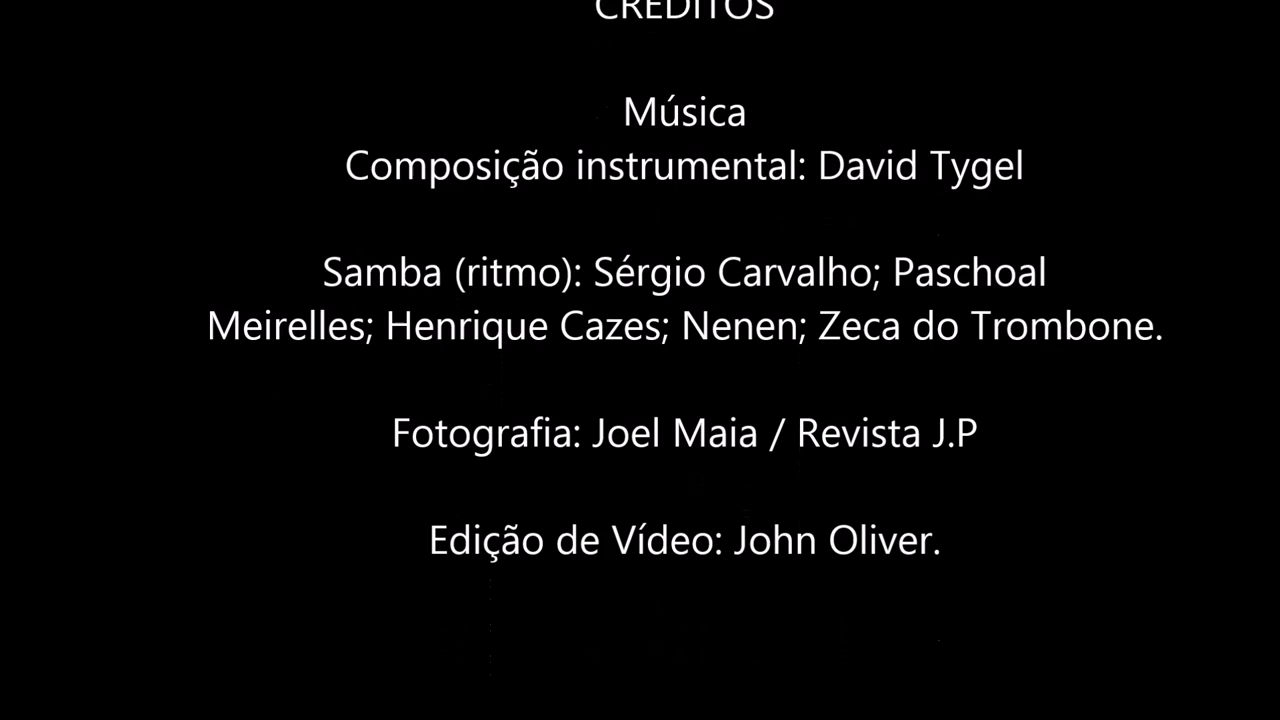 CRÉDITOS
Música
Composição instrumental: David Tygel
Samba (ritmo): Sérgio Carvalho; Paschoal
Meirelles; Henrique Cazes; Nenen; Zeca do Trombone.
Fotografia: Joel Maia / Revista J.P
Edição de Vídeo: John Oliver.